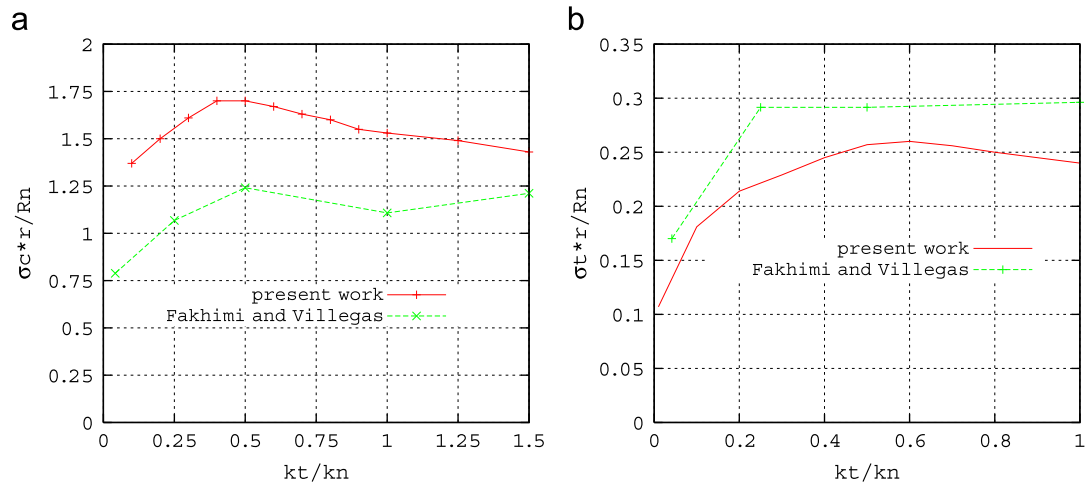 a
2
1.75
1.5
1.25
1
0.75
0.5
0.25
0
σc*r/Rn
present work
Fakhimi and Villegas
0 0.25 0.5 0.75 1 1.25 1.5
kt/kn
b
0.35
0.3
0.25
0.2
0.15
0.1
0.05
0
σt*r/Rn
present work
Fakhimi and Villegas
0 0.2 0.4 0.6 0.8 1
kt/kn